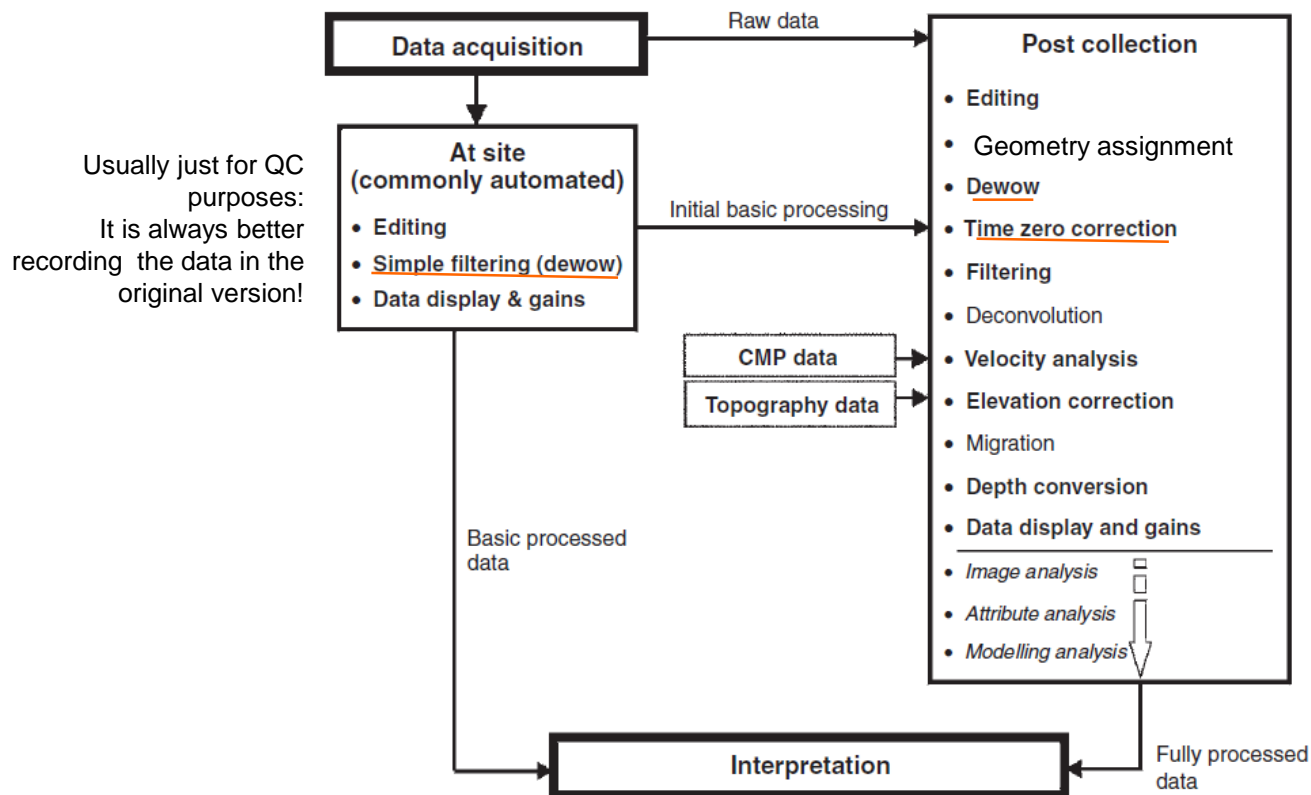 Data acquisition
Raw data
Usually just for QC
purposes:
It is always better
recording the data in the
original version!
At site
(commonly automated)
• Editing
• Simple filtering (dewow)
• Data display & gains
Initial basic processing
CMP data
Topography data
Post collection
• Editing
• Geometry assignment
• Dewow
• Time zero correction
• Filtering
• Deconvolution
• Velocity analysis
• Elevation correction
• Migration
• Depth conversion
• Data display and gains
• Image analysis
• Attribute analysis
• Modelling analysis
Basic processed
data
Interpretation
Fully processed
data